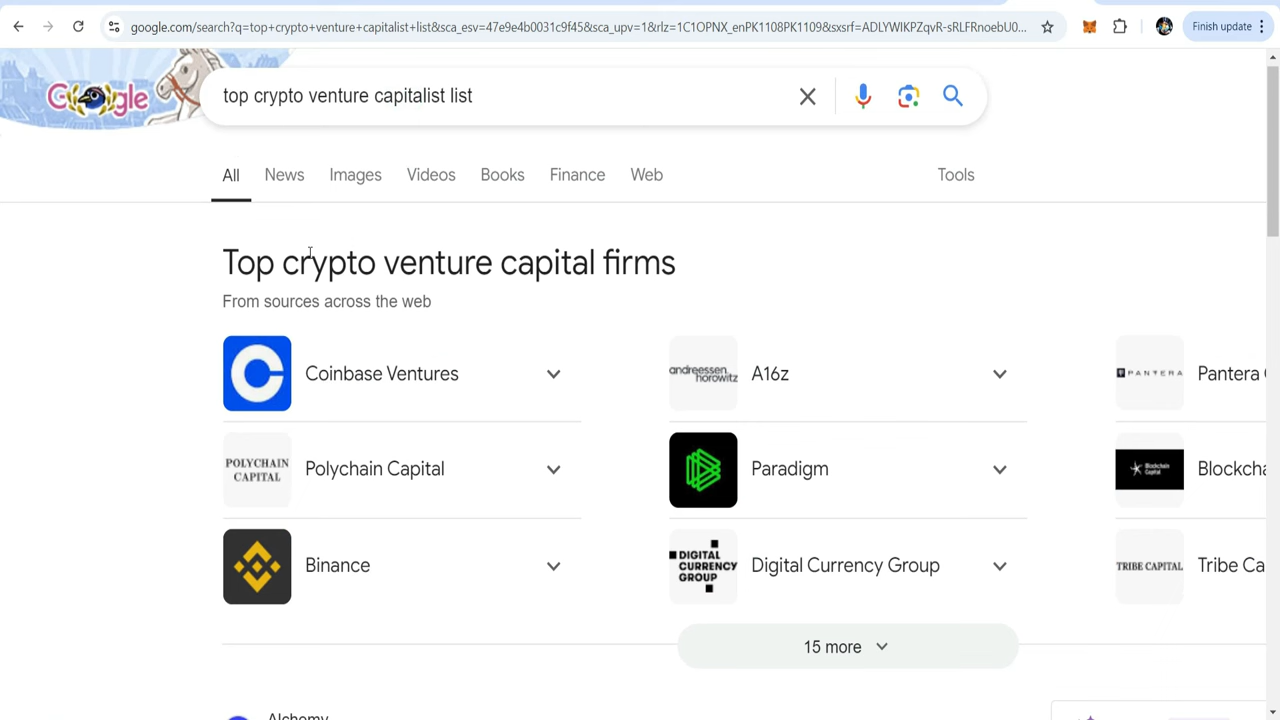 google.com/search?q=top+crypto+venture+capitalist+list&sca_esv=47e9e4b0031c9f45&sca_upv=1&rlz=1C1OPNX_enPK1108PK1109&sxsrf=ADLYWIKPZqvR-sRLFRnoebU0...
Finish update
Google
top crypto venture capitalist list
All News Images Videos Books Finance Web Tools
Top crypto venture capital firms
From sources across the web
Coinbase Ventures
andreessen. horowitz
A16z
PANTERA
Pantera
POLYCHAIN CAPITAL
Polychain Capital
Paradigm
Blockchain Capital
Blockcha
Binance
DIGITAL CURRENCY GROUP
Digital Currency Group
TRIBE CAPITAL
Tribe Ca
15 more
Alchemy